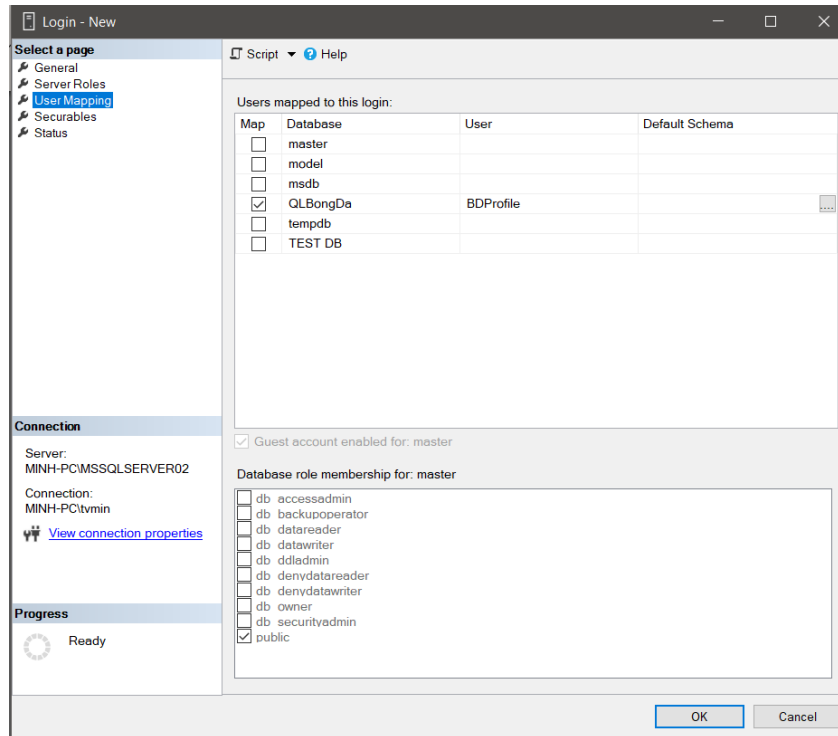 Login - New
Select a page
General
Server Roles
User Mapping
Securables
Status
Script
Help
Users mapped to this login:
Map Database User Default Schema
master
model
msdb
QLBongDa BDProfile ....
tempdb
TEST DB
Guest account enabled for: master
Database role membership for: master
db_accessadmin
db_backupoperator
db_datareader
db_datawriter
db_ddladmin
db_denydatareader
db_denydatawriter
db_owner
db_securityadmin
public
Connection
Server:
MINH-PC\MSSQLSERVER02
Connection:
MINH-PC\tvmin
View connection properties
Progress
Ready
OK
Cancel